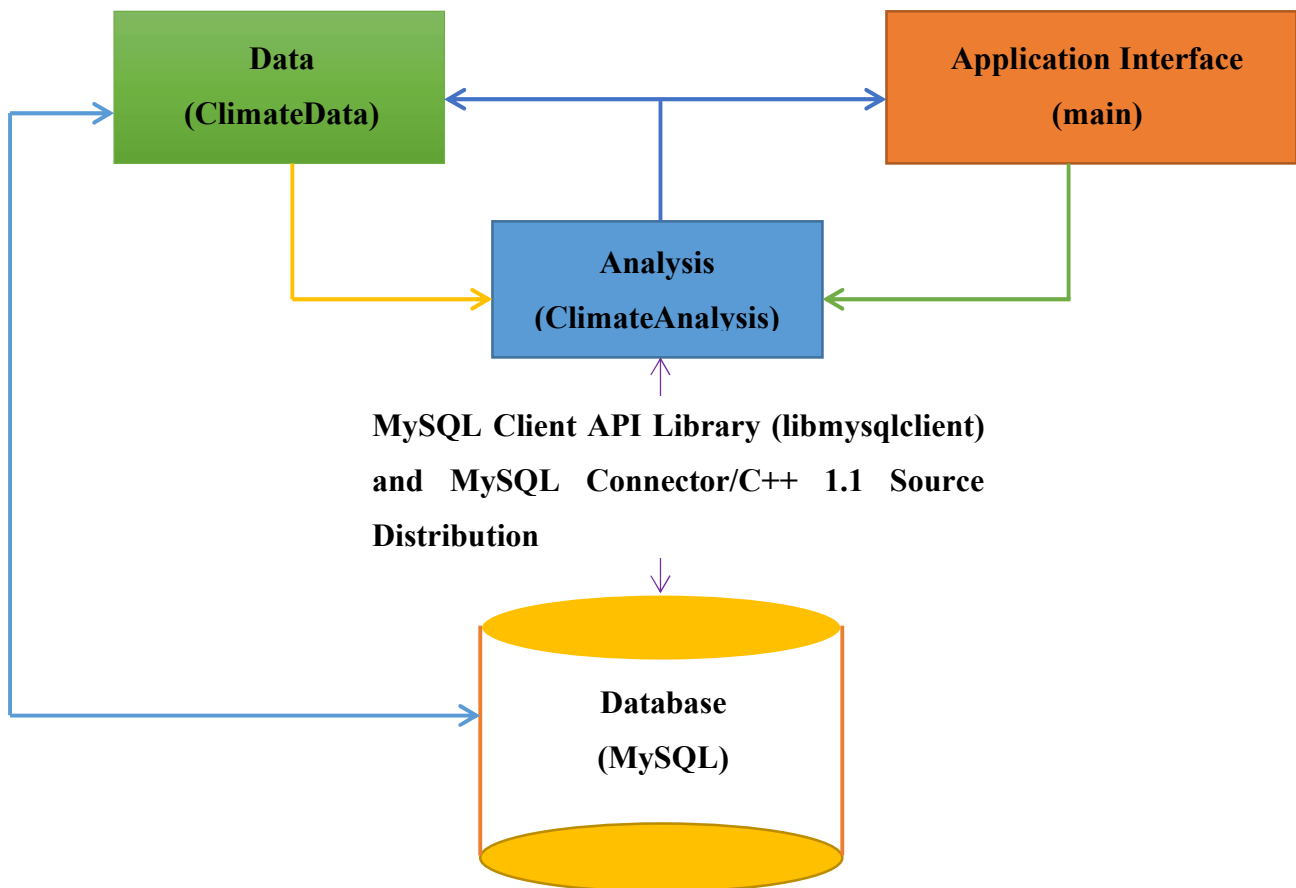 Data
(ClimateData)
Application Interface
(main)
Analysis
(ClimateAnalysis)
MySQL Client API Library (libmysqlclient)
and MySQL Connector/C++ 1.1 Source
Distribution
Database
(MySQL)